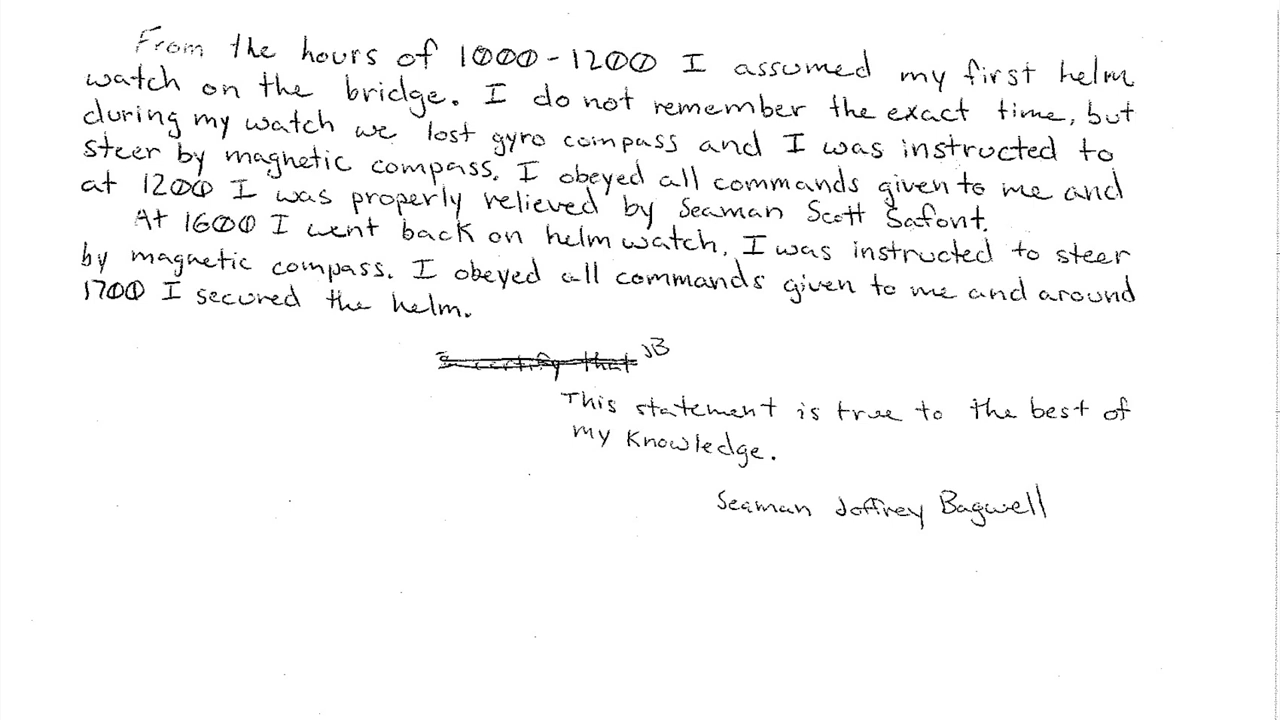 From the hours of 1000-1200 I assumed my first helm
watch on the bridge. I do not remember the exact time, but
during my watch we lost gyro compass and I was instructed to
steer by magnetic compass. I obeyed all commands given to me and
at 1200 I was properly relieved by Seaman Scott Safont.
At 1600 I went back on helm watch. I was instructed to steer
by magnetic compass. I obeyed all commands given to me and around
1700 I secured the helm.
I certify that JB
This statement is true to the best of
my knowledge.
Seaman Joffrey Bagwell